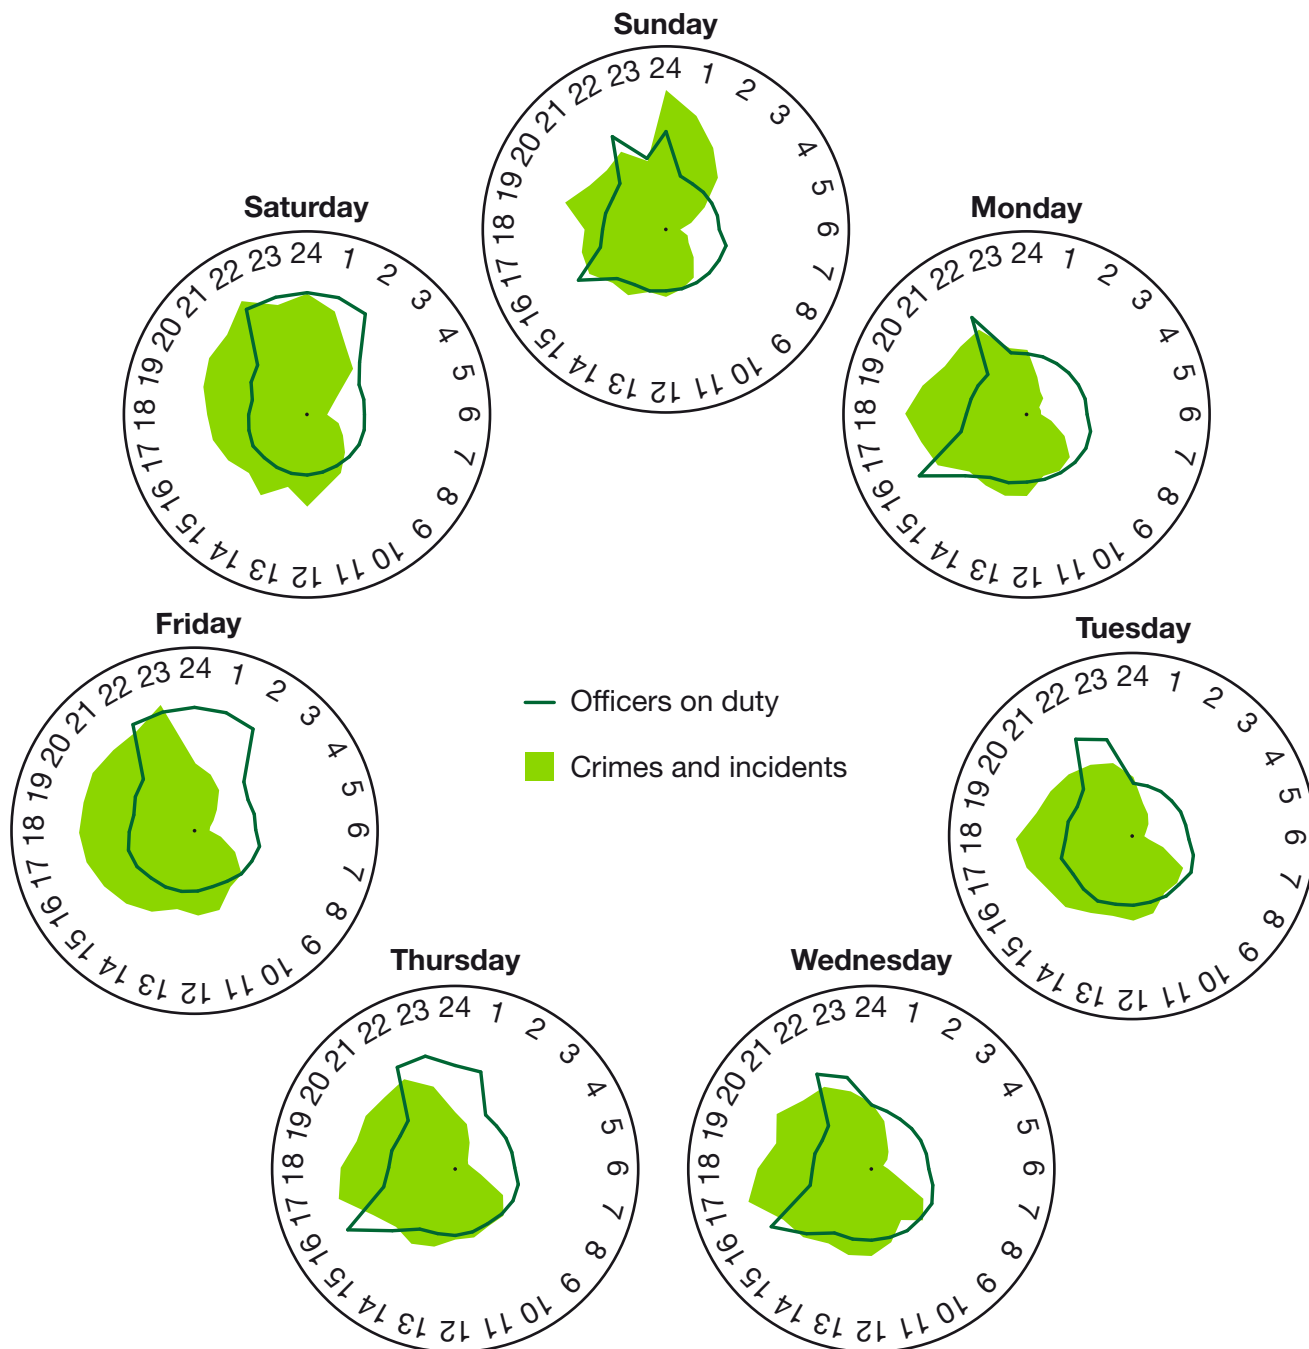 Sunday
24 1 2 3 4 5 6 7 8 9 10 11 12 13 14 15 16 17 18 19 20 21 22 23
Saturday
24 1 2 3 4 5 6 7 8 9 10 11 12 13 14 15 16 17 18 19 20 21 22 23
Monday
24 1 2 3 4 5 6 7 8 9 10 11 12 13 14 15 16 17 18 19 20 21 22 23
Friday
24 1 2 3 4 5 6 7 8 9 10 11 12 13 14 15 16 17 18 19 20 21 22 23
Officers on duty
Crimes and incidents
Tuesday
24 1 2 3 4 5 6 7 8 9 10 11 12 13 14 15 16 17 18 19 20 21 22 23
Thursday
24 1 2 3 4 5 6 7 8 9 10 11 12 13 14 15 16 17 18 19 20 21 22 23
Wednesday
24 1 2 3 4 5 6 7 8 9 10 11 12 13 14 15 16 17 18 19 20 21 22 23